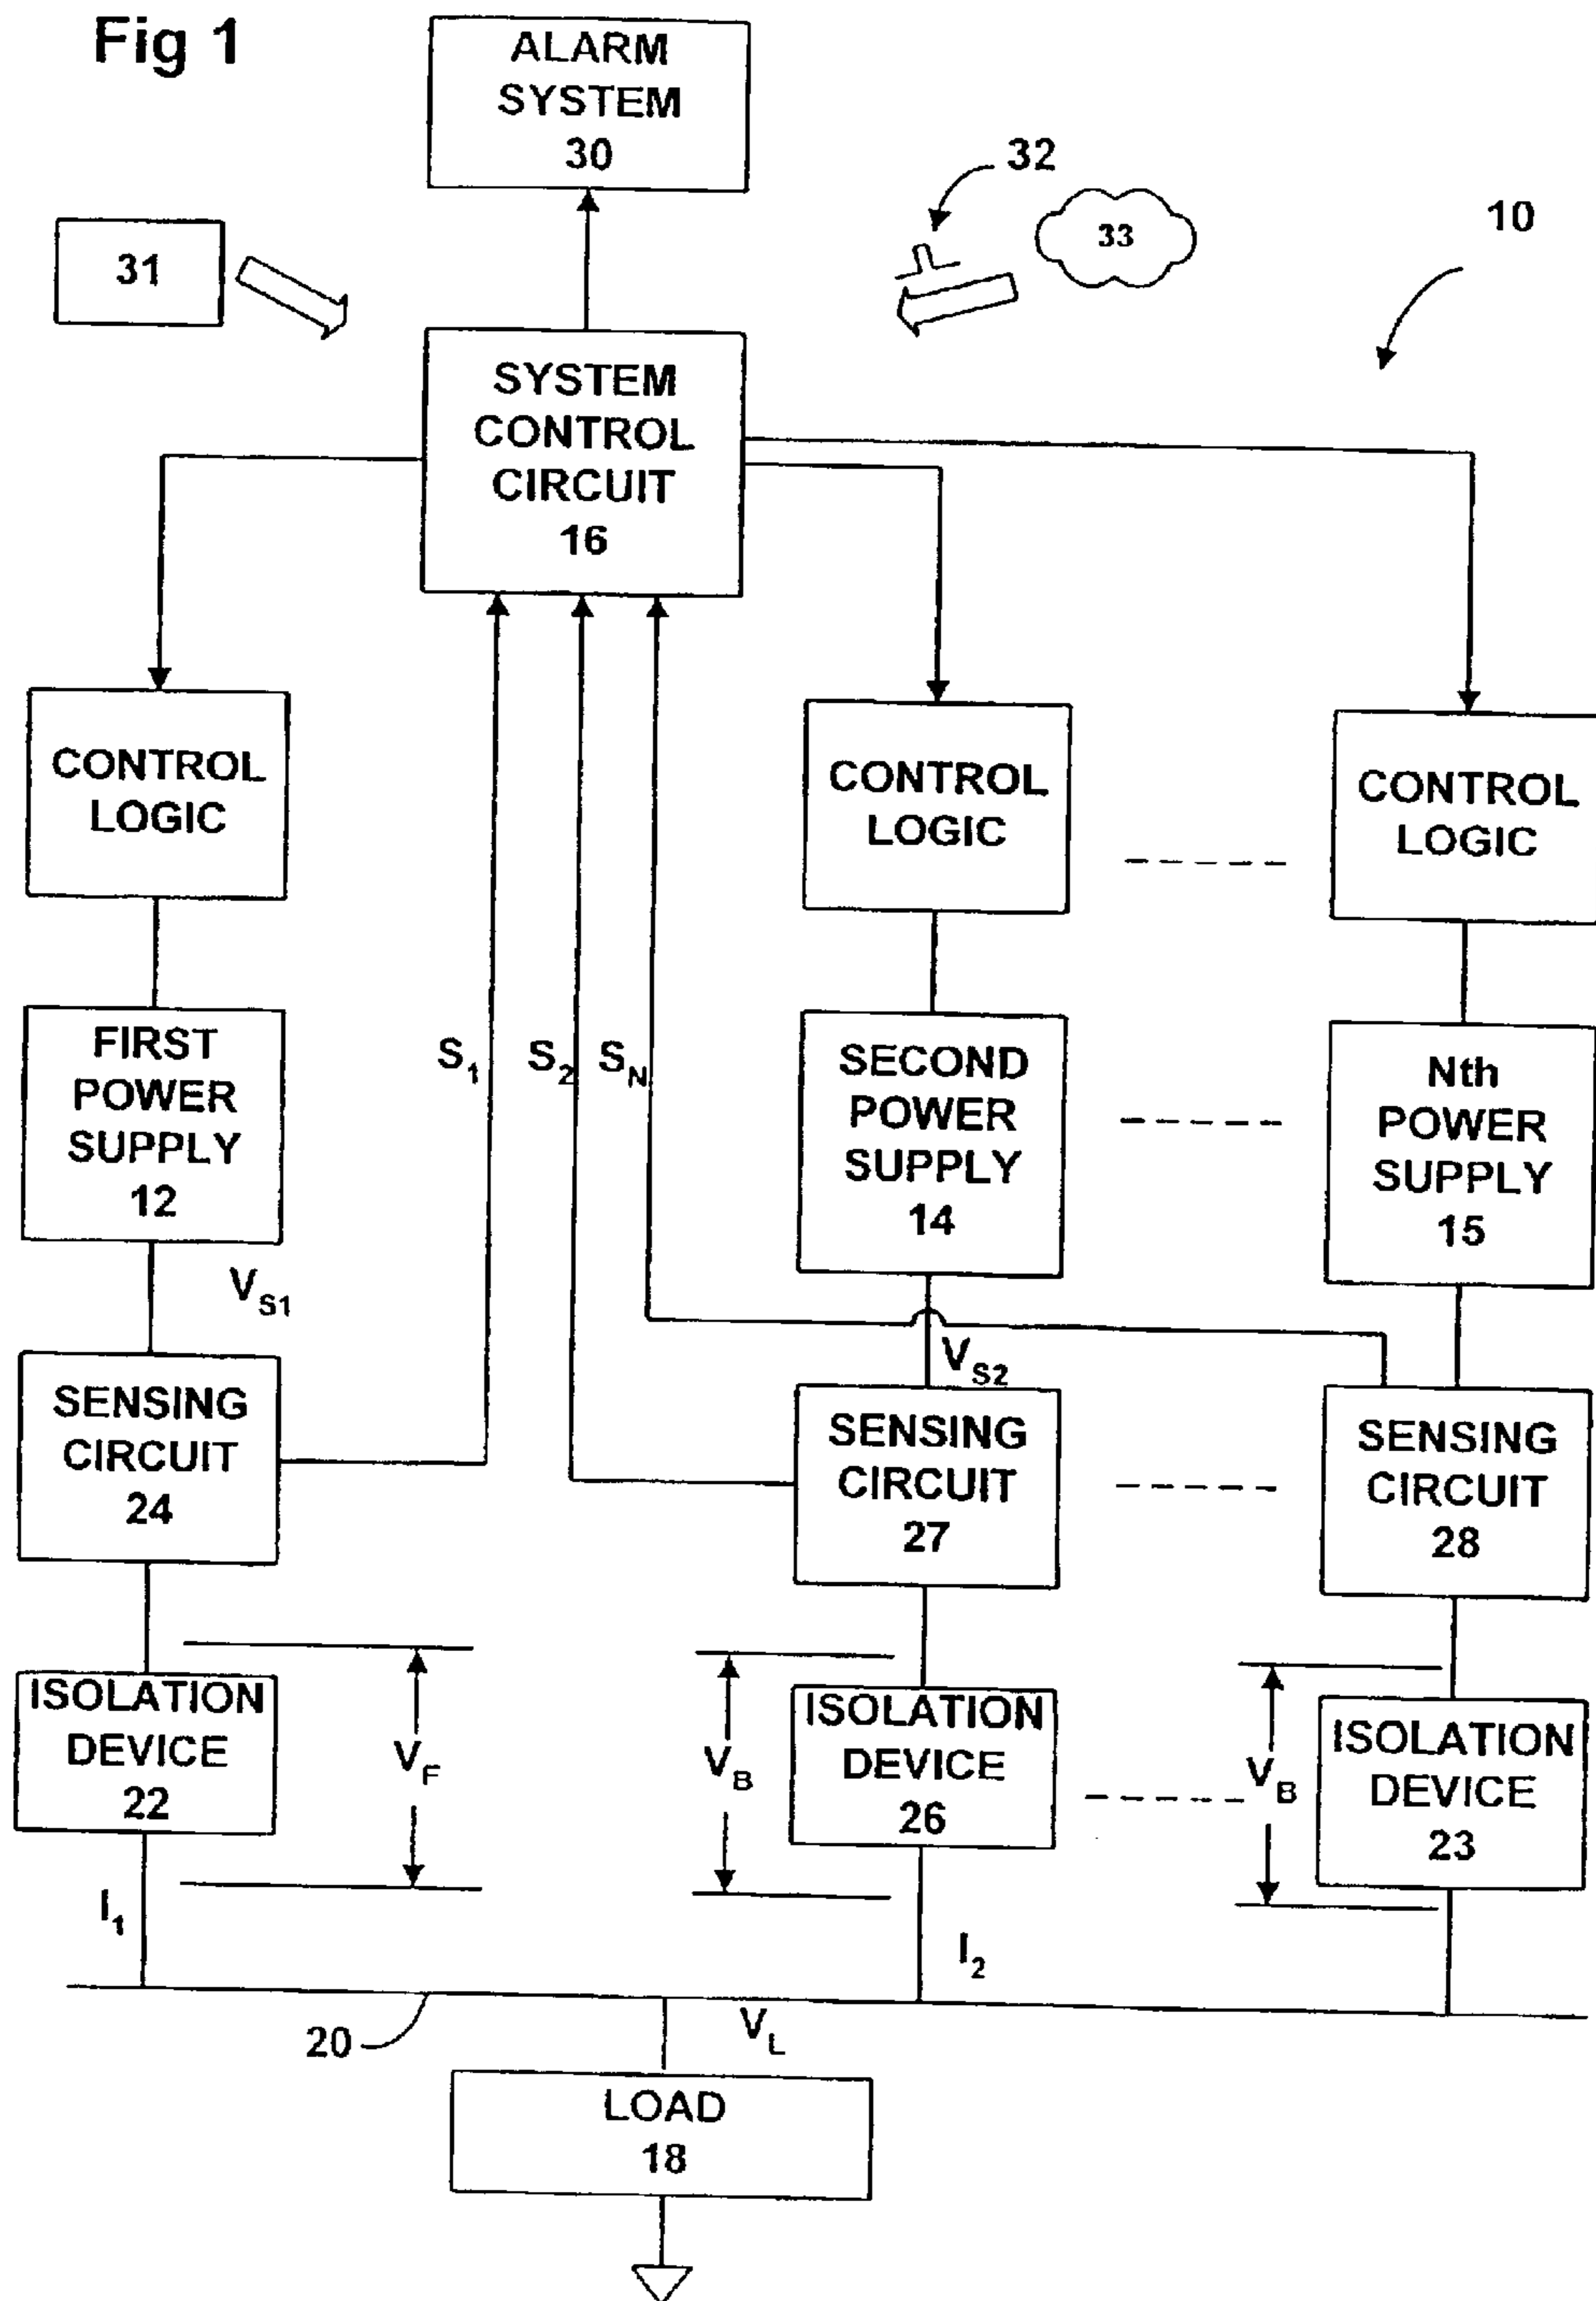 Fig 1
ALARM
SYSTEM
30
32
33
10
31
SYSTEM
CONTROL
CIRCUIT
16
CONTROL
LOGIC
CONTROL
LOGIC
CONTROL
LOGIC
FIRST
POWER
SUPPLY
12
S1
S2
SN
SECOND
POWER
SUPPLY
14
Nth
POWER
SUPPLY
15
VS1
VS2
SENSING
CIRCUIT
24
SENSING
CIRCUIT
27
SENSING
CIRCUIT
28
ISOLATION
DEVICE
22
VF
VB
ISOLATION
DEVICE
26
VB
ISOLATION
DEVICE
23
I1
I2
20
VL
LOAD
18